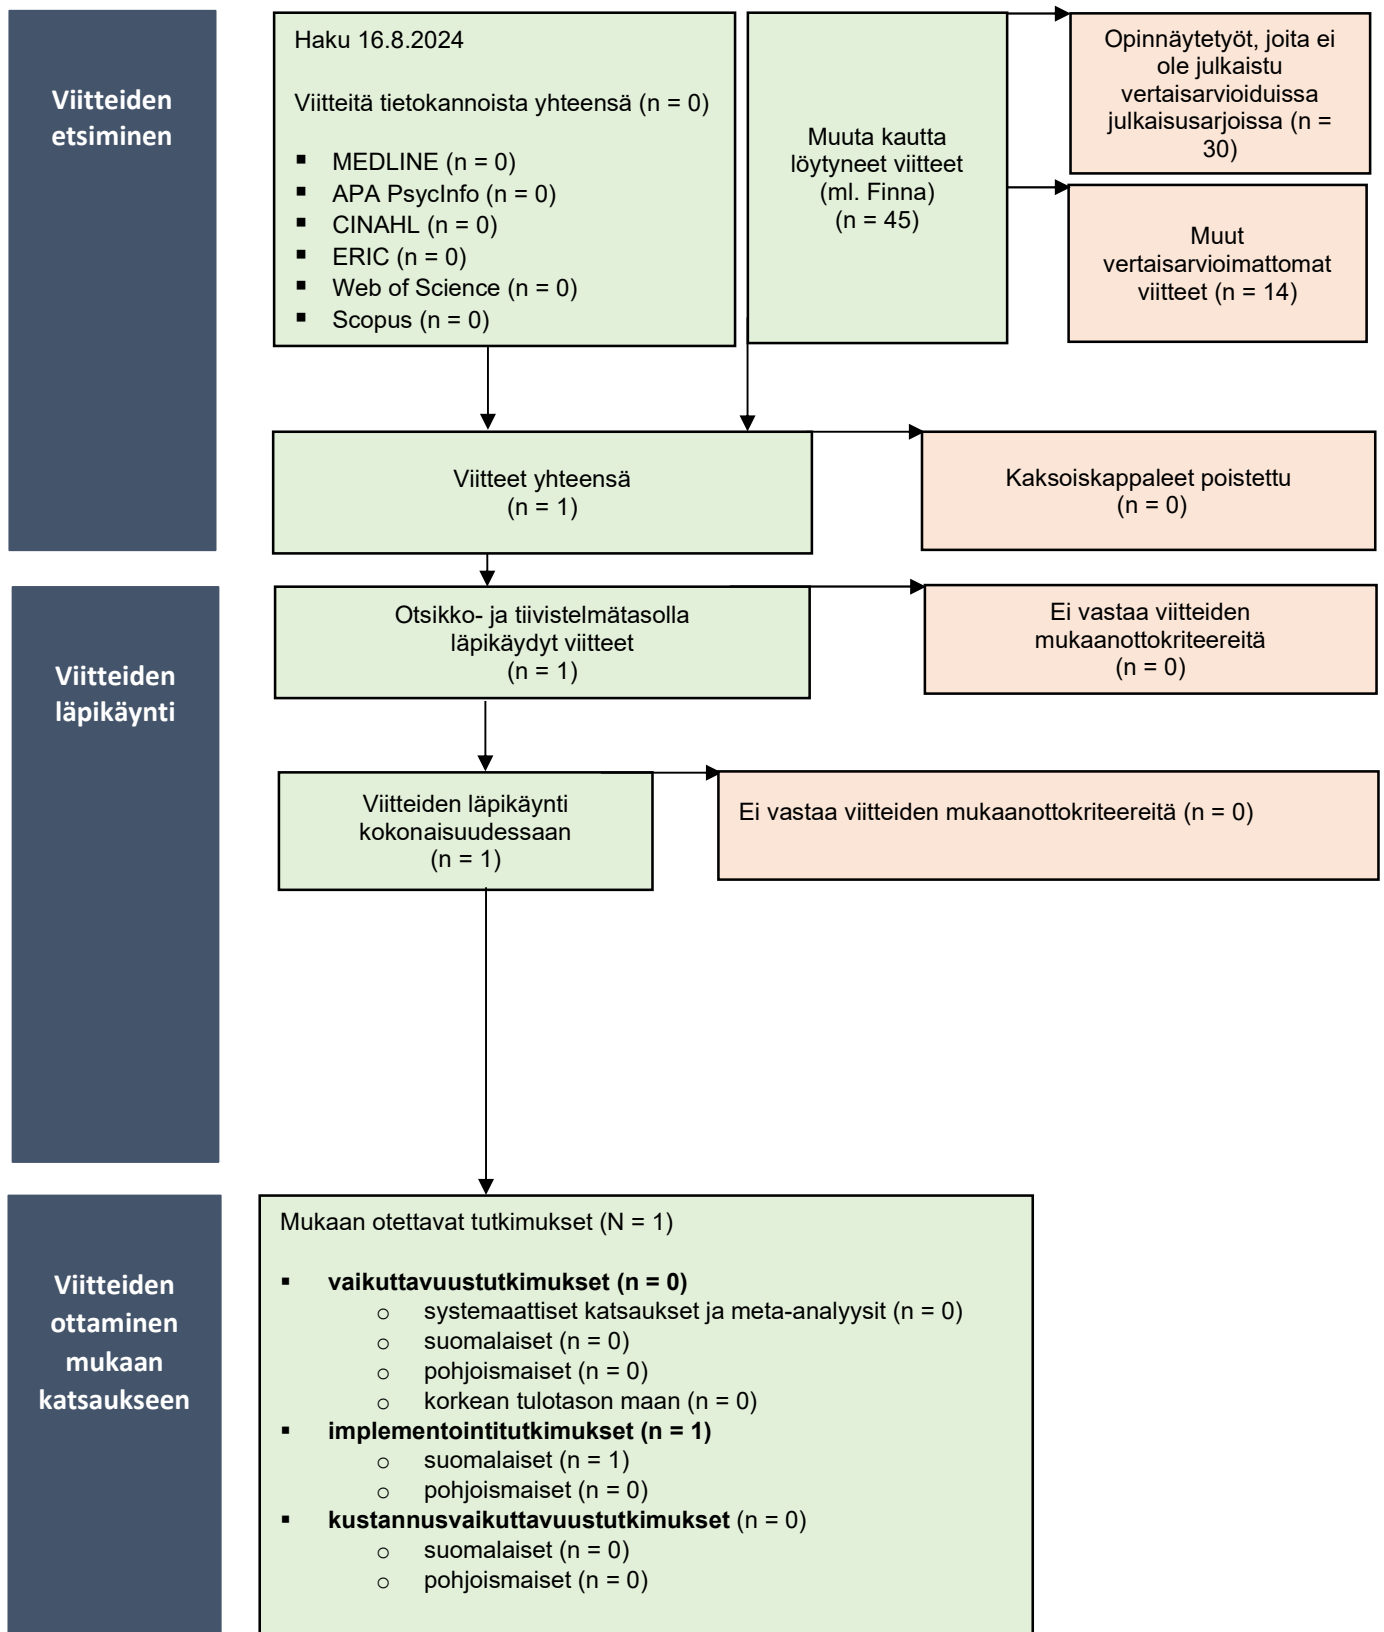 Viitteiden
etsiminen
Haku 16.8.2024
Viitteitä tietokannoista yhteensä (n = 0)
▪ MEDLINE (n = 0)
▪ APA PsycInfo (n = 0)
▪ CINAHL (n = 0)
▪ ERIC (n = 0)
▪ Web of Science (n = 0)
▪ Scopus (n = 0)
Muuta kautta
löytyneet viitteet
(ml. Finna)
(n = 45)
Opinnäytetyöt, joita ei
ole julkaistu
vertaisarvioiduissa
julkaisusarjoissa (n =
30)
Muut
vertaisarvioimattomat
viitteet (n = 14)
Viitteet yhteensä
(n = 1)
Kaksoiskappaleet poistettu
(n = 0)
Viitteiden
läpikäynti
Otsikko- ja tiivistelmätasolla
läpikäydyt viitteet
(n = 1)
Ei vastaa viitteiden
mukaanottokriteereitä
(n = 0)
Viitteiden läpikäynti
kokonaisuudessaan
(n = 1)
Ei vastaa viitteiden mukaanottokriteereitä (n = 0)
Viitteiden
ottaminen
mukaan
katsaukseen
Mukaan otettavat tutkimukset (N = 1)
▪ vaikuttavuustutkimukset (n = 0)
o systemaattiset katsaukset ja meta-analyysit (n = 0)
o suomalaiset (n = 0)
o pohjoismaiset (n = 0)
o korkean tulotason maan (n = 0)
▪ implementointitutkimukset (n = 1)
o suomalaiset (n = 1)
o pohjoismaiset (n = 0)
▪ kustannusvaikuttavuustutkimukset (n = 0)
o suomalaiset (n = 0)
o pohjoismaiset (n = 0)